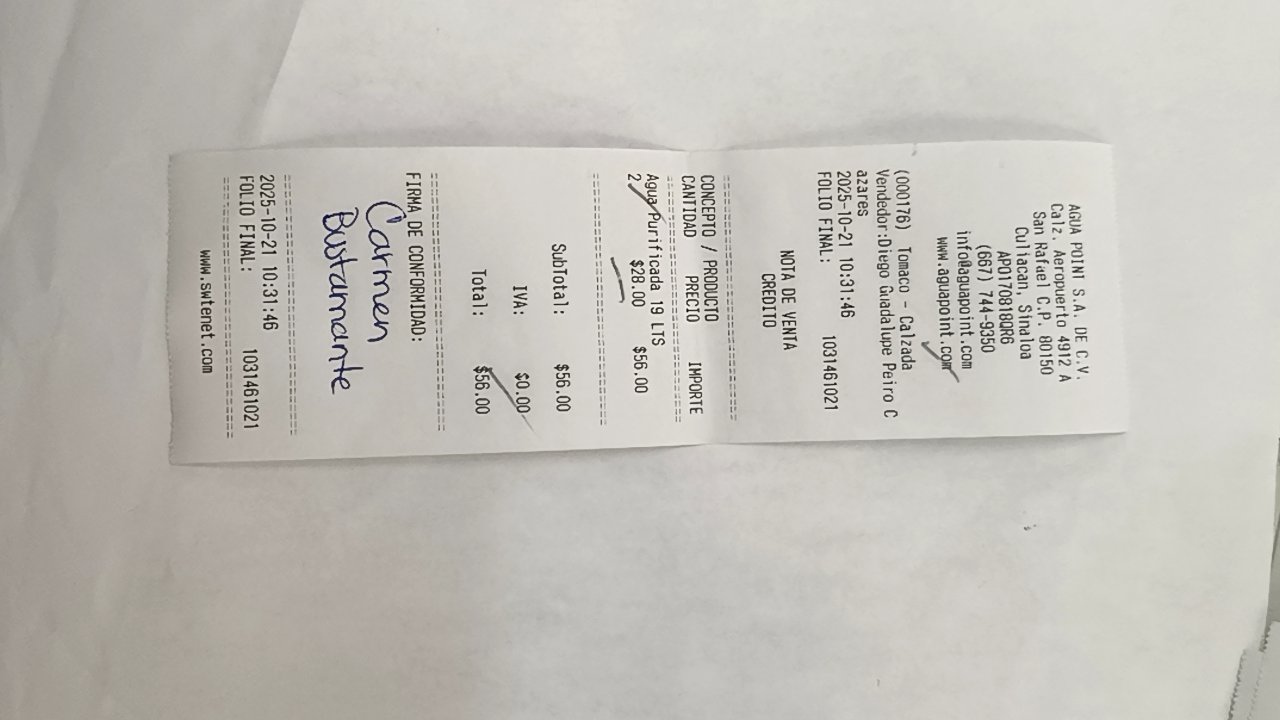 AGUA POINT S.A. DE C.V.
Calz. Aeropuerto 4912 A
San Rafael C.P. 80150
Culiacan, Sinaloa
APO170818QR6
(667) 744-9350
info@aguapoint.com
www.aguapoint.com
(000176) Tomaco - Calzada
Vendedor:Diego Guadalupe Peiro C
azares
2025-10-21 10:31:46
FOLIO FINAL: 1031461021
NOTA DE VENTA
CREDITO
CONCEPTO / PRODUCTO
CANTIDAD PRECIO IMPORTE
Agua Purificada 19 LTS
2 $28.00 $56.00
SubTotal: $56.00
IVA: $0.00
Total: $56.00
FIRMA DE CONFORMIDAD:
Carmen
Bustamante
2025-10-21 10:31:46
FOLIO FINAL: 1031461021
www.swtenet.com